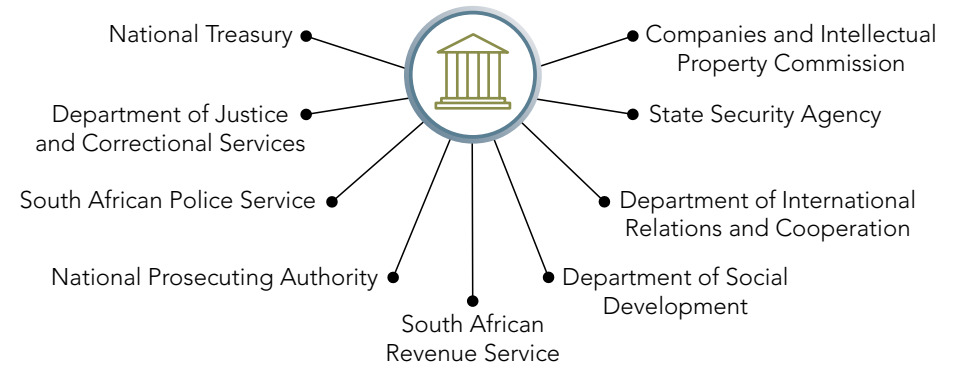 National Treasury
Department of Justice
and Correctional Services
South African Police Service
National Prosecuting Authority
South African
Revenue Service
Companies and Intellectual
Property Commission
State Security Agency
Department of International
Relations and Cooperation
Department of Social
Development